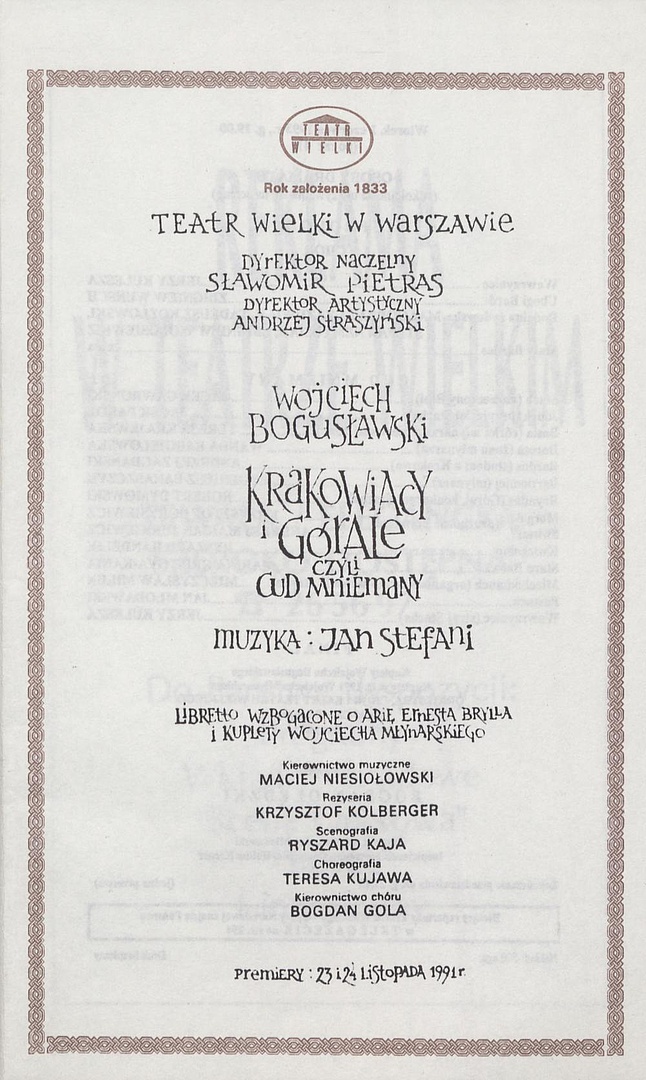 TEATR
WIELKI
Rok założenia 1833
TEATR WIELKI W WARSZAWIE
DYREKTOR NACZELNY
SŁAWOMIR PIETRAS
DYREKTOR ARTYSTYCZNY
ANDRZEJ STRASZYŃSKI
WOJCIECH
BOGUSŁAWSKI
KRAKOWIACY
i GÓRALE
CZYLI
CUD MNIEMANY
MUZYKA : JAN STEFANI
LIBRETTO WZBOGACONE O ARIĘ ERNESTA BRYLLA
i KUPLETY WOJCIECHA MŁYNARSKIEGO
Kierownictwo muzyczne
MACIEJ NIESIOŁOWSKI
Reżyseria
KRZYSZTOF KOLBERGER
Scenografia
RYSZARD KAJA
Choreografia
TERESA KUJAWA
Kierownictwo chóru
BOGDAN GOLA
PREMIERY : 23 i 24 LISTOPADA 1991 r.